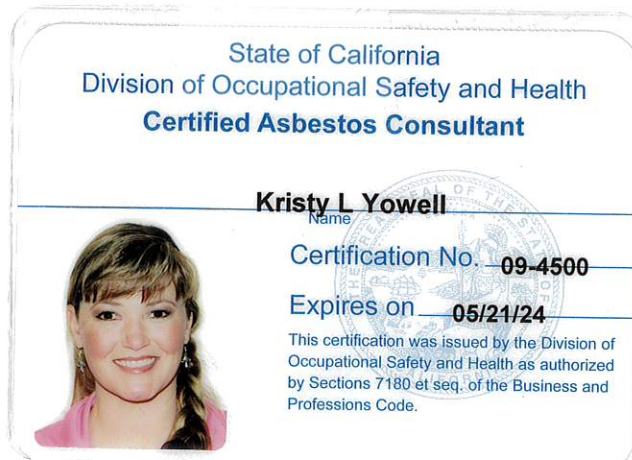 State of California
Division of Occupational Safety and Health
Certified Asbestos Consultant
Kristy L Yowell
Name
Certification No. 09-4500
Expires on 05/21/24
This certification was issued by the Division of
Occupational Safety and Health as authorized
by Sections 7180 et seq. of the Business and
Professions Code.